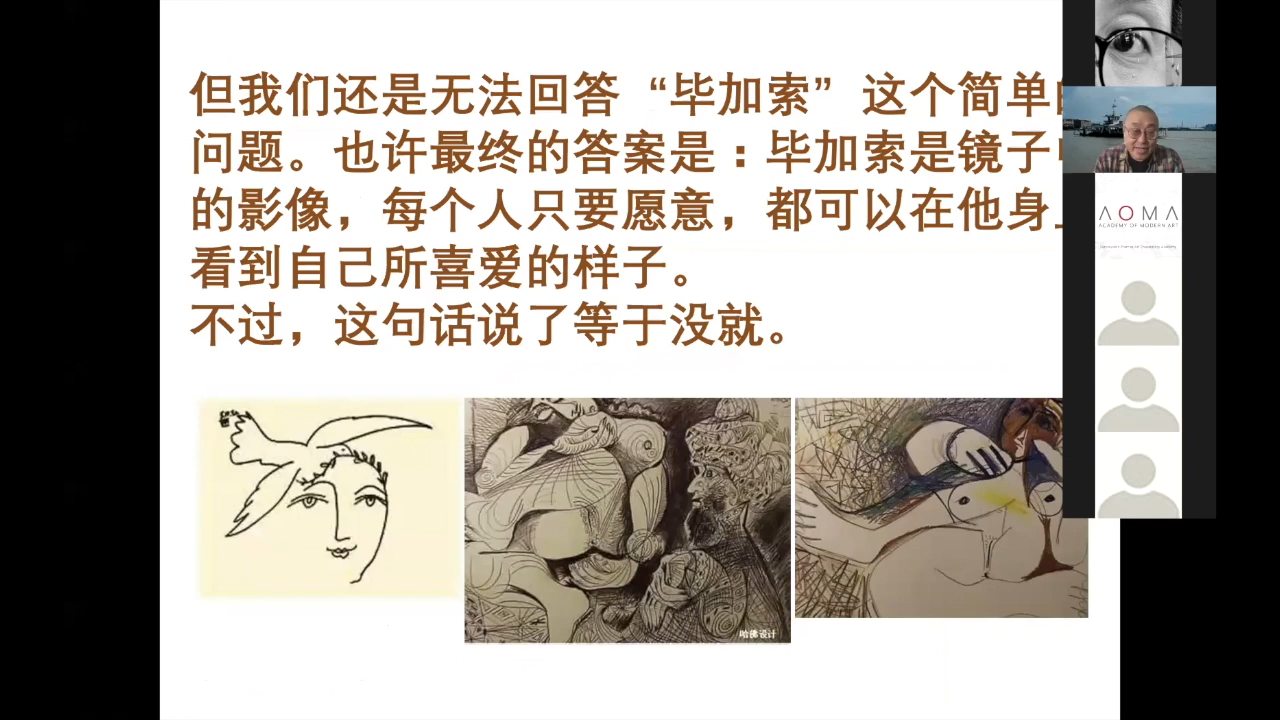 但我们还是无法回答“毕加索”这个简单的
问题。也许最终的答案是:毕加索是镜子中
的影像,每个人只要愿意,都可以在他身上
看到自己所喜爱的样子。
不过,这句话说了等于没就。
AOMA
ACADEMY OF MODERN ART
哈佛设计